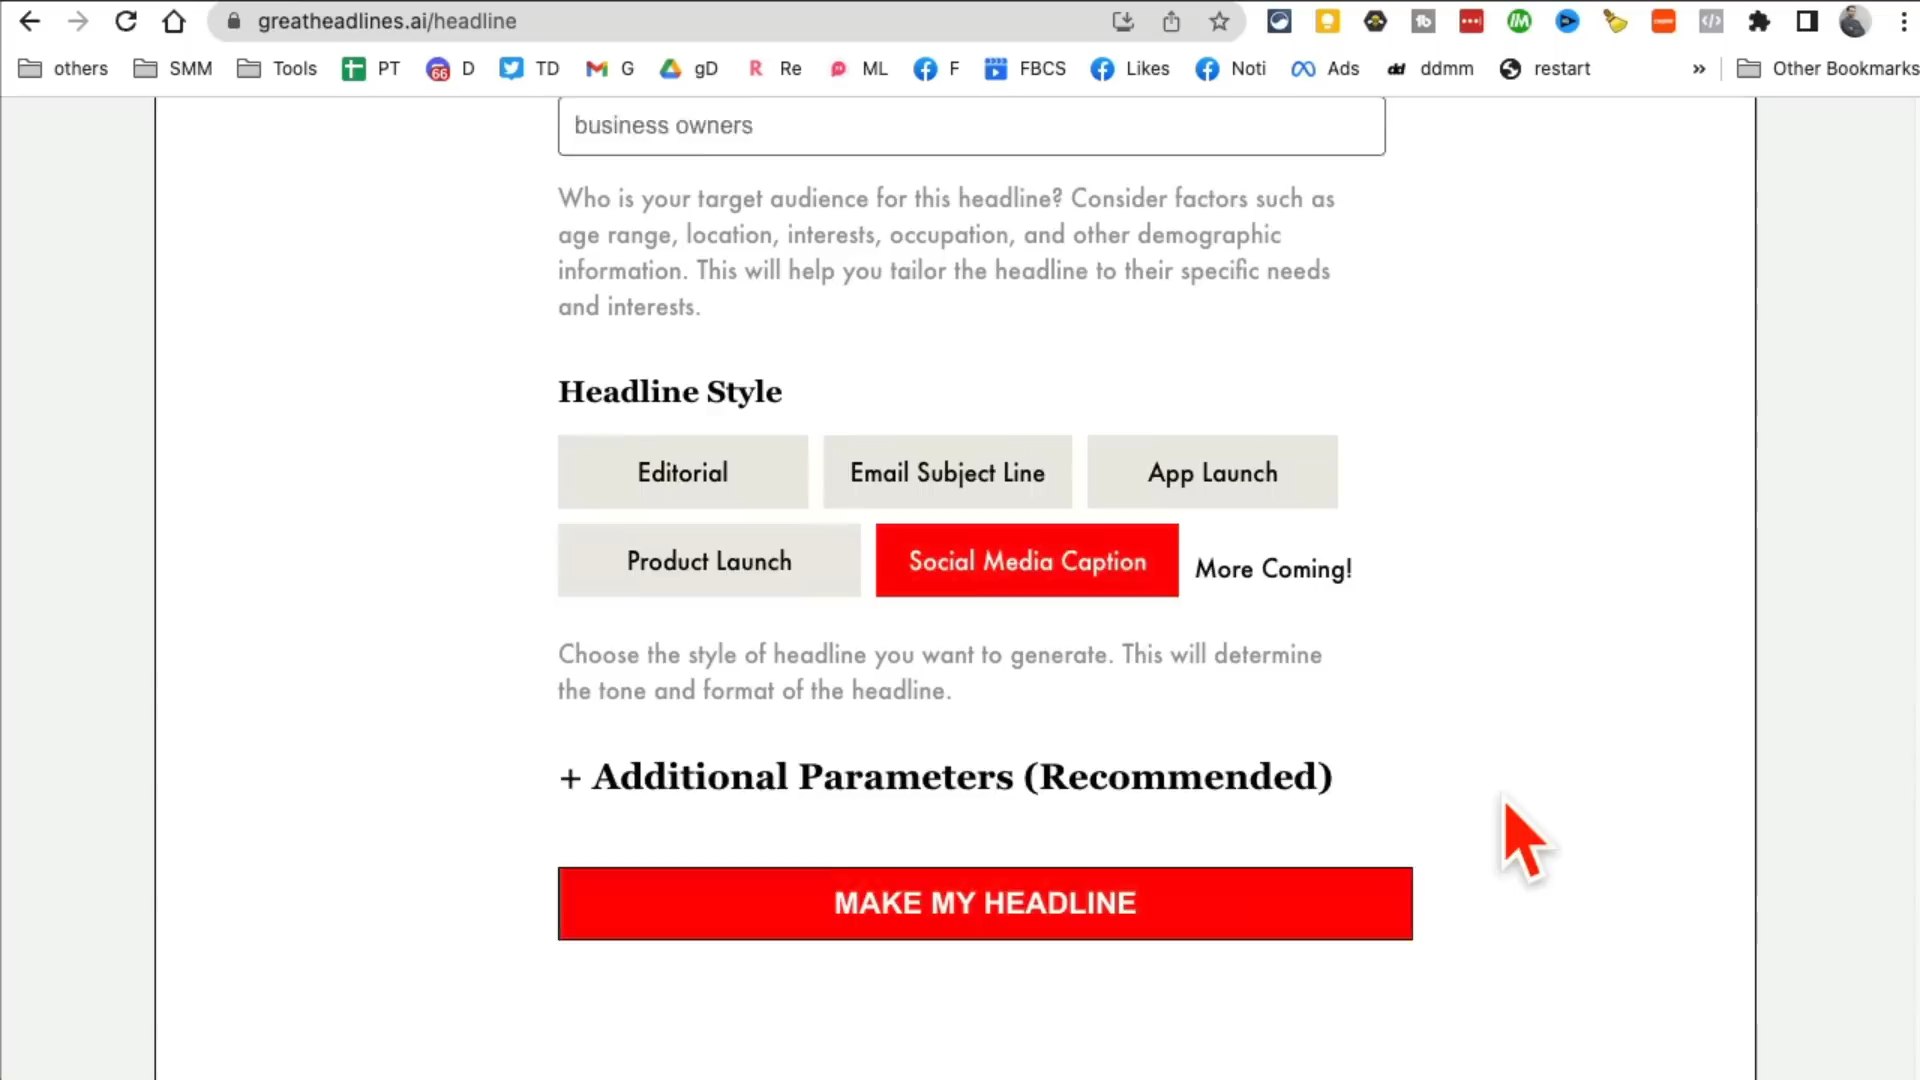 greatheadlines.ai/headline
others SMM Tools PT 66 D TD G gD R Re ML F FBCS Likes Noti Ads dd ddmm restart » Other Bookmarks
business owners
Who is your target audience for this headline? Consider factors such as
age range, location, interests, occupation, and other demographic
information. This will help you tailor the headline to their specific needs
and interests.
Headline Style
Editorial Email Subject Line App Launch
Product Launch Social Media Caption More Coming!
Choose the style of headline you want to generate. This will determine
the tone and format of the headline.
+ Additional Parameters (Recommended)
MAKE MY HEADLINE